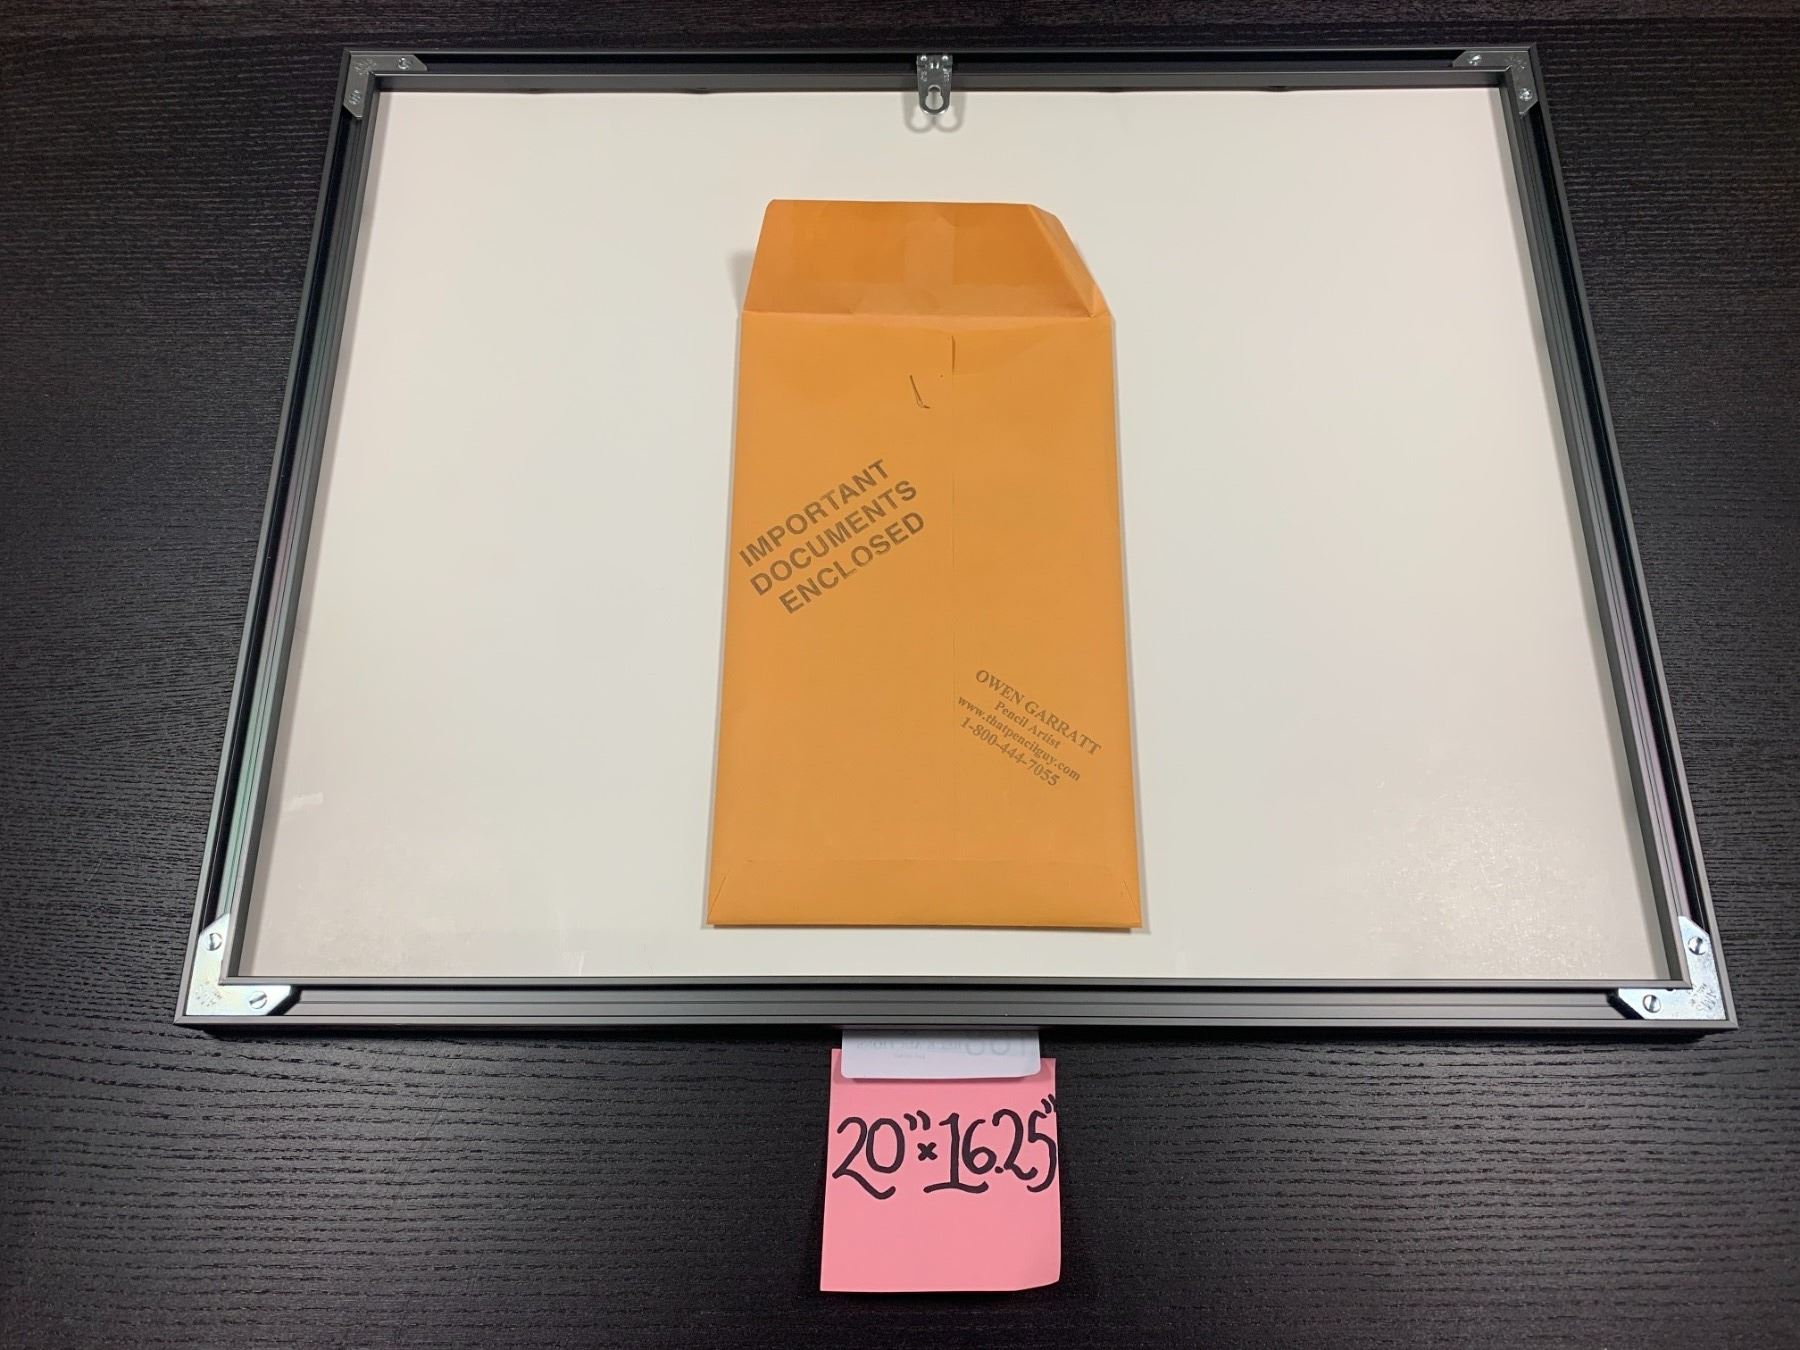 IMPORTANT
DOCUMENTS
ENCLOSED
OWEN GARRATT
Pencil Artist
www.thatpencilguy.com
1-800-444-7055
20" x 16.25"